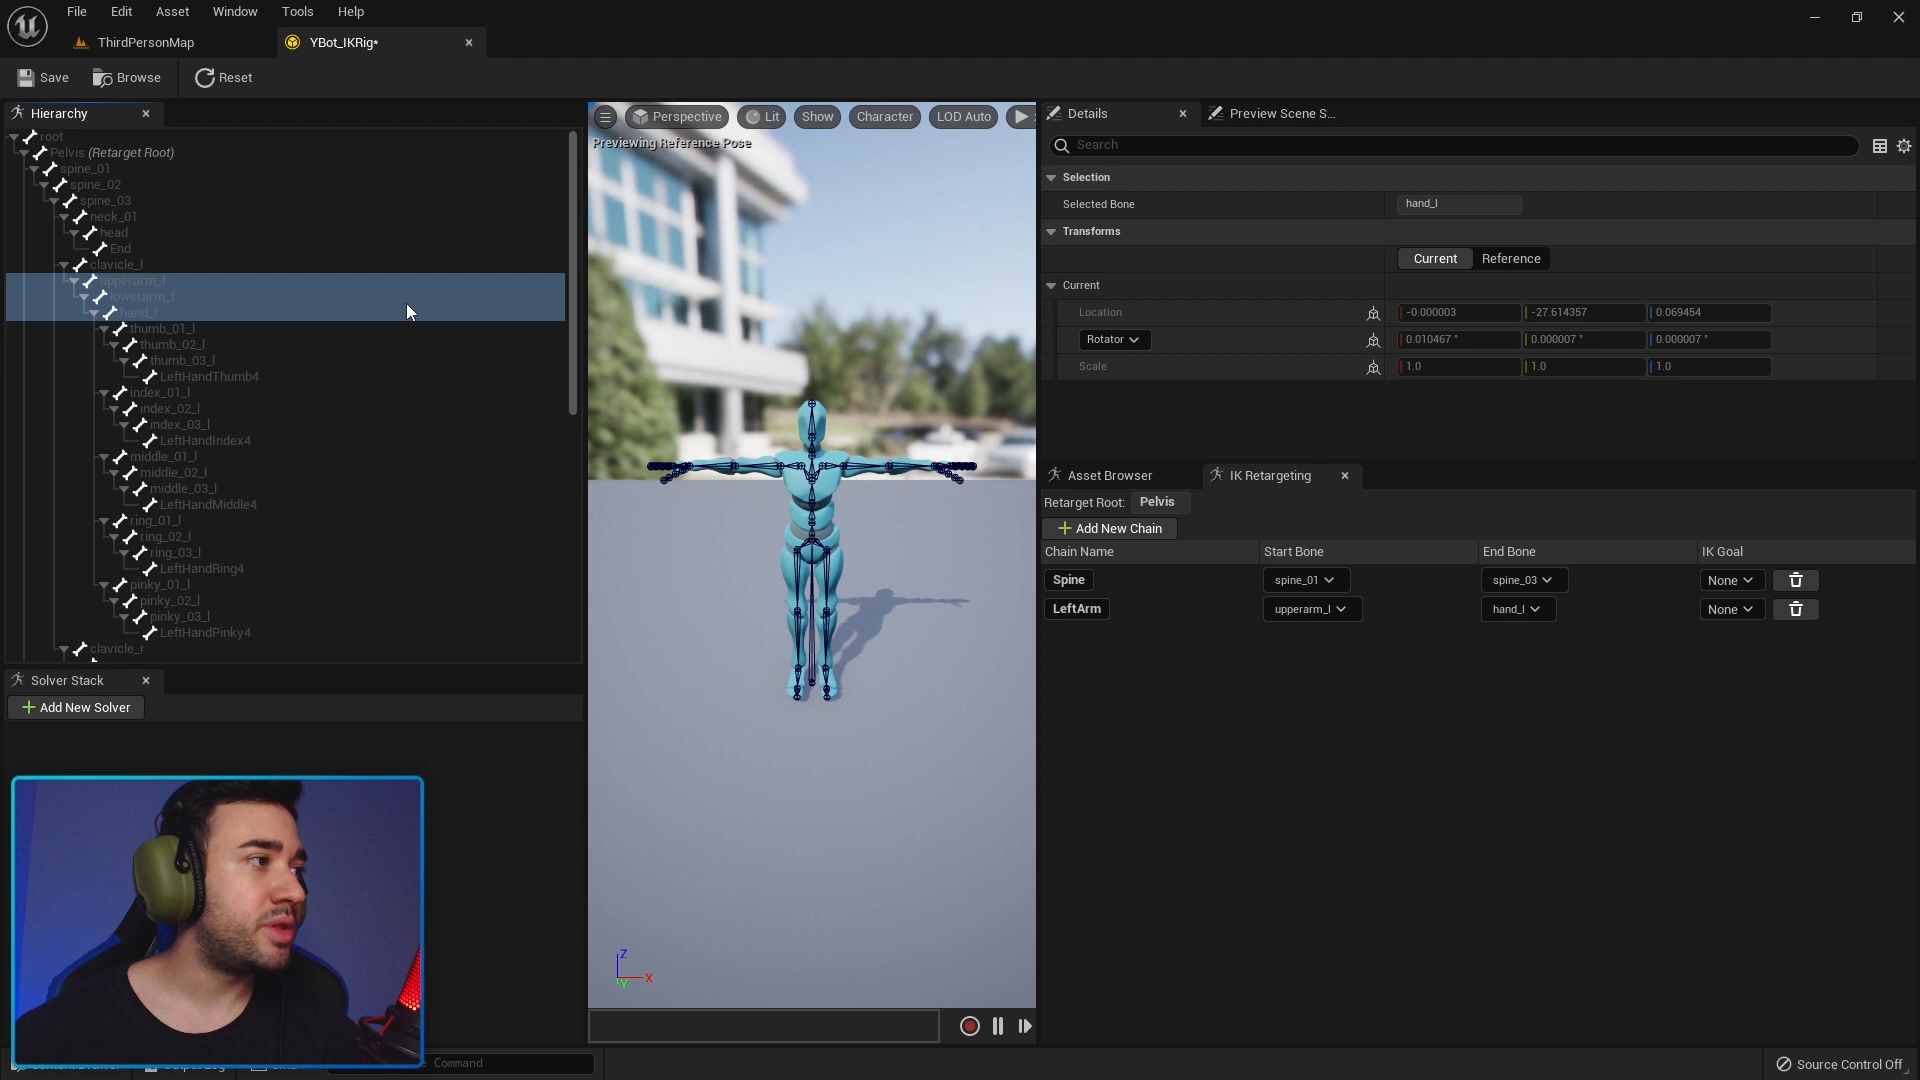 File Edit Asset Window Tools Help
ThirdPersonMap YBot_IKRig*
Save Browse Reset
Hierarchy
root
Pelvis (Retarget Root)
spine_01
spine_02
spine_03
neck_01
head
End
clavicle_l
upperarm_l
lowerarm_l
hand_l
thumb_01_l
thumb_02_l
thumb_03_l
LeftHandThumb4
index_01_l
index_02_l
index_03_l
LeftHandIndex4
middle_01_l
middle_02_l
middle_03_l
LeftHandMiddle4
ring_01_l
ring_02_l
ring_03_l
LeftHandRing4
pinky_01_l
pinky_02_l
pinky_03_l
LeftHandPinky4
clavicle_r
Solver Stack
Add New Solver
Perspective Lit Show Character LOD Auto
Previewing Reference Pose
Z
X
Y
Details Preview Scene S...
Search
Selection
Selected Bone hand_l
Transforms
Current Reference
Current
Location -0.000003 -27.614357 0.069454
Rotator 0.010467 ° 0.000007 ° 0.000007 °
Scale 1.0 1.0 1.0
Asset Browser IK Retargeting
Retarget Root: Pelvis
Add New Chain
Chain Name Start Bone End Bone IK Goal
Spine spine_01 spine_03 None
LeftArm upperarm_l hand_l None
Command
Source Control Off